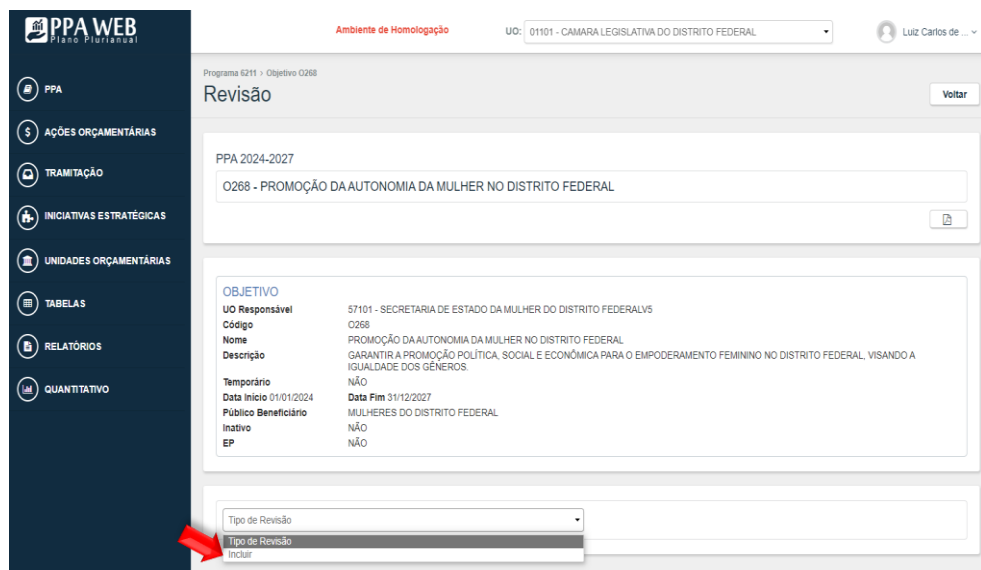 PPA WEB
Plano Plurianual
Ambiente de Homologação
UO: 01101 - CAMARA LEGISLATIVA DO DISTRITO FEDERAL
Luiz Carlos de ...
PPA
AÇÕES ORÇAMENTÁRIAS
TRAMITAÇÃO
INICIATIVAS ESTRATÉGICAS
UNIDADES ORÇAMENTÁRIAS
TABELAS
RELATÓRIOS
QUANTITATIVO
Programa 6211 › Objetivo O268
Revisão
Voltar
PPA 2024-2027
O268 - PROMOÇÃO DA AUTONOMIA DA MULHER NO DISTRITO FEDERAL
OBJETIVO
UO Responsável 57101 - SECRETARIA DE ESTADO DA MULHER DO DISTRITO FEDERALV5
Código O268
Nome PROMOÇÃO DA AUTONOMIA DA MULHER NO DISTRITO FEDERAL
Descrição GARANTIR A PROMOÇÃO POLÍTICA, SOCIAL E ECONÔMICA PARA O EMPODERAMENTO FEMININO NO DISTRITO FEDERAL, VISANDO A
IGUALDADE DOS GÊNEROS.
Temporário NÃO
Data Início 01/01/2024 Data Fim 31/12/2027
Público Beneficiário MULHERES DO DISTRITO FEDERAL
Inativo NÃO
EP NÃO
Tipo de Revisão
Tipo de Revisão
Incluir